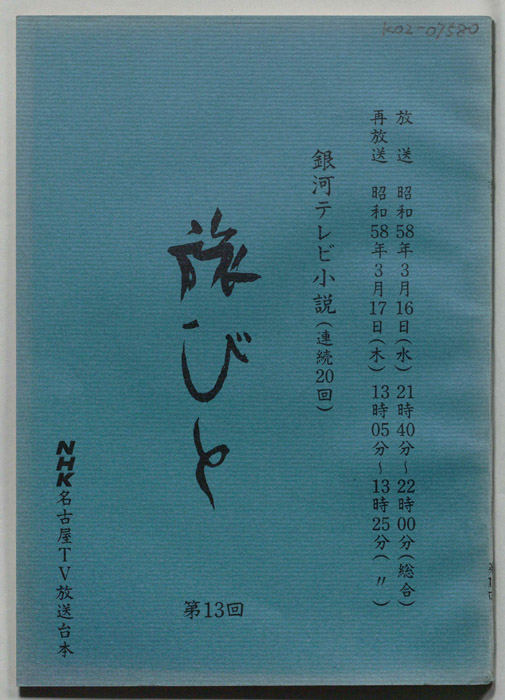 K02-07580
放送 昭和58年3月16日(水) 21時40分~22時00分(総合)
再放送 昭和58年3月17日(木) 13時05分~13時25分(〃)
銀河テレビ小説(連続20回)
旅びと
第13回
NHK名古屋TV放送台本